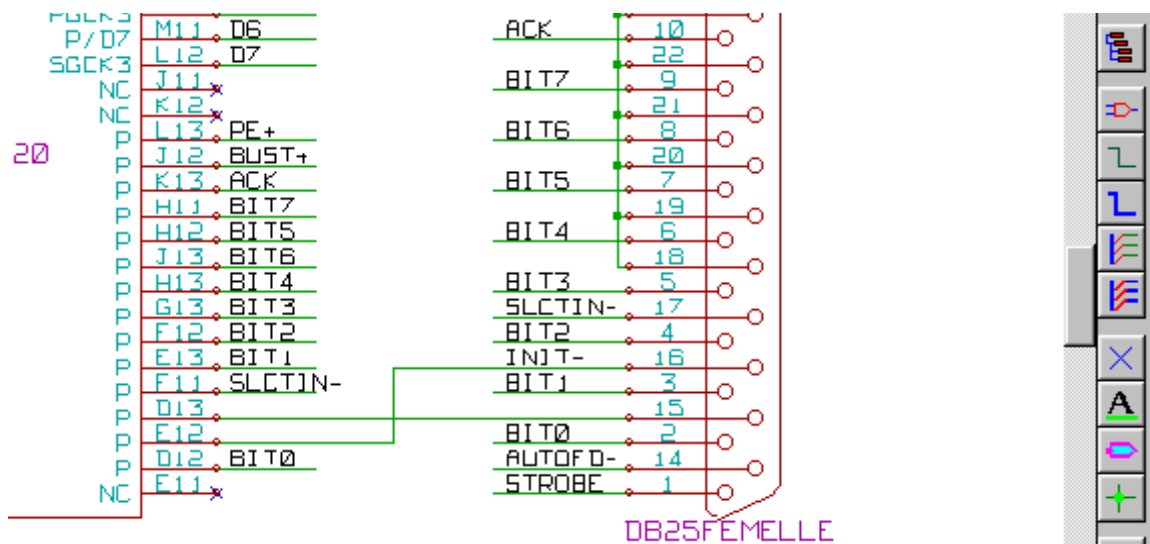 PGCK3
M11 D6 ACK 10
P/D7
L12 D7 22
SGCK3
J11 BIT7 9
NC
K12 21
NC
L13 PE+ BIT6 8
P
20
J12 BUST+ 20
P
K13 ACK BIT5 7
P
H11 BIT7 19
P
H12 BIT5 BIT4 6
P
J13 BIT6 18
P
H13 BIT4 BIT3 5
P
G13 BIT3 SLCTIN- 17
P
F12 BIT2 BIT2 4
P
E13 BIT1 INIT- 16
P
F11 SLCTIN- BIT1 3
P
D13 15
P
E12 BIT0 2
P
D12 BIT0 AUTOFD- 14
P
E11 STROBE 1
NC
DB25FEMELLE
A